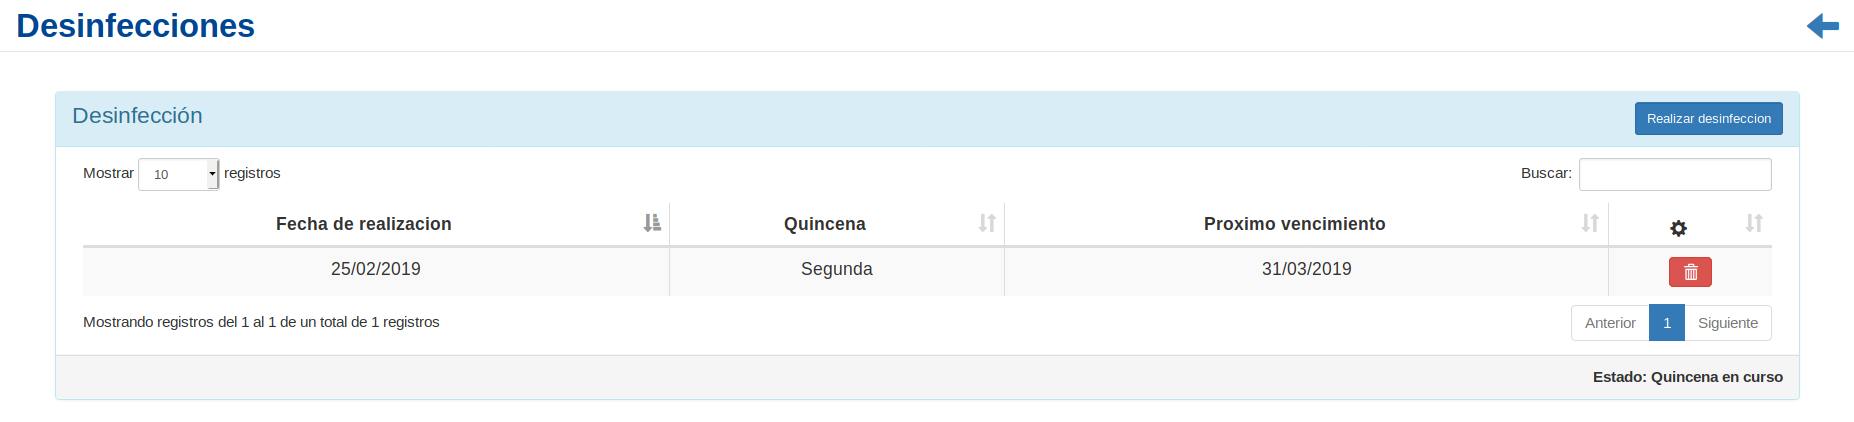 Desinfecciones
Desinfección
Realizar desinfeccion
Mostrar 10 registros
Buscar:
Fecha de realizacion Quincena Proximo vencimiento
25/02/2019 Segunda 31/03/2019
Mostrando registros del 1 al 1 de un total de 1 registros
Anterior 1 Siguiente
Estado: Quincena en curso